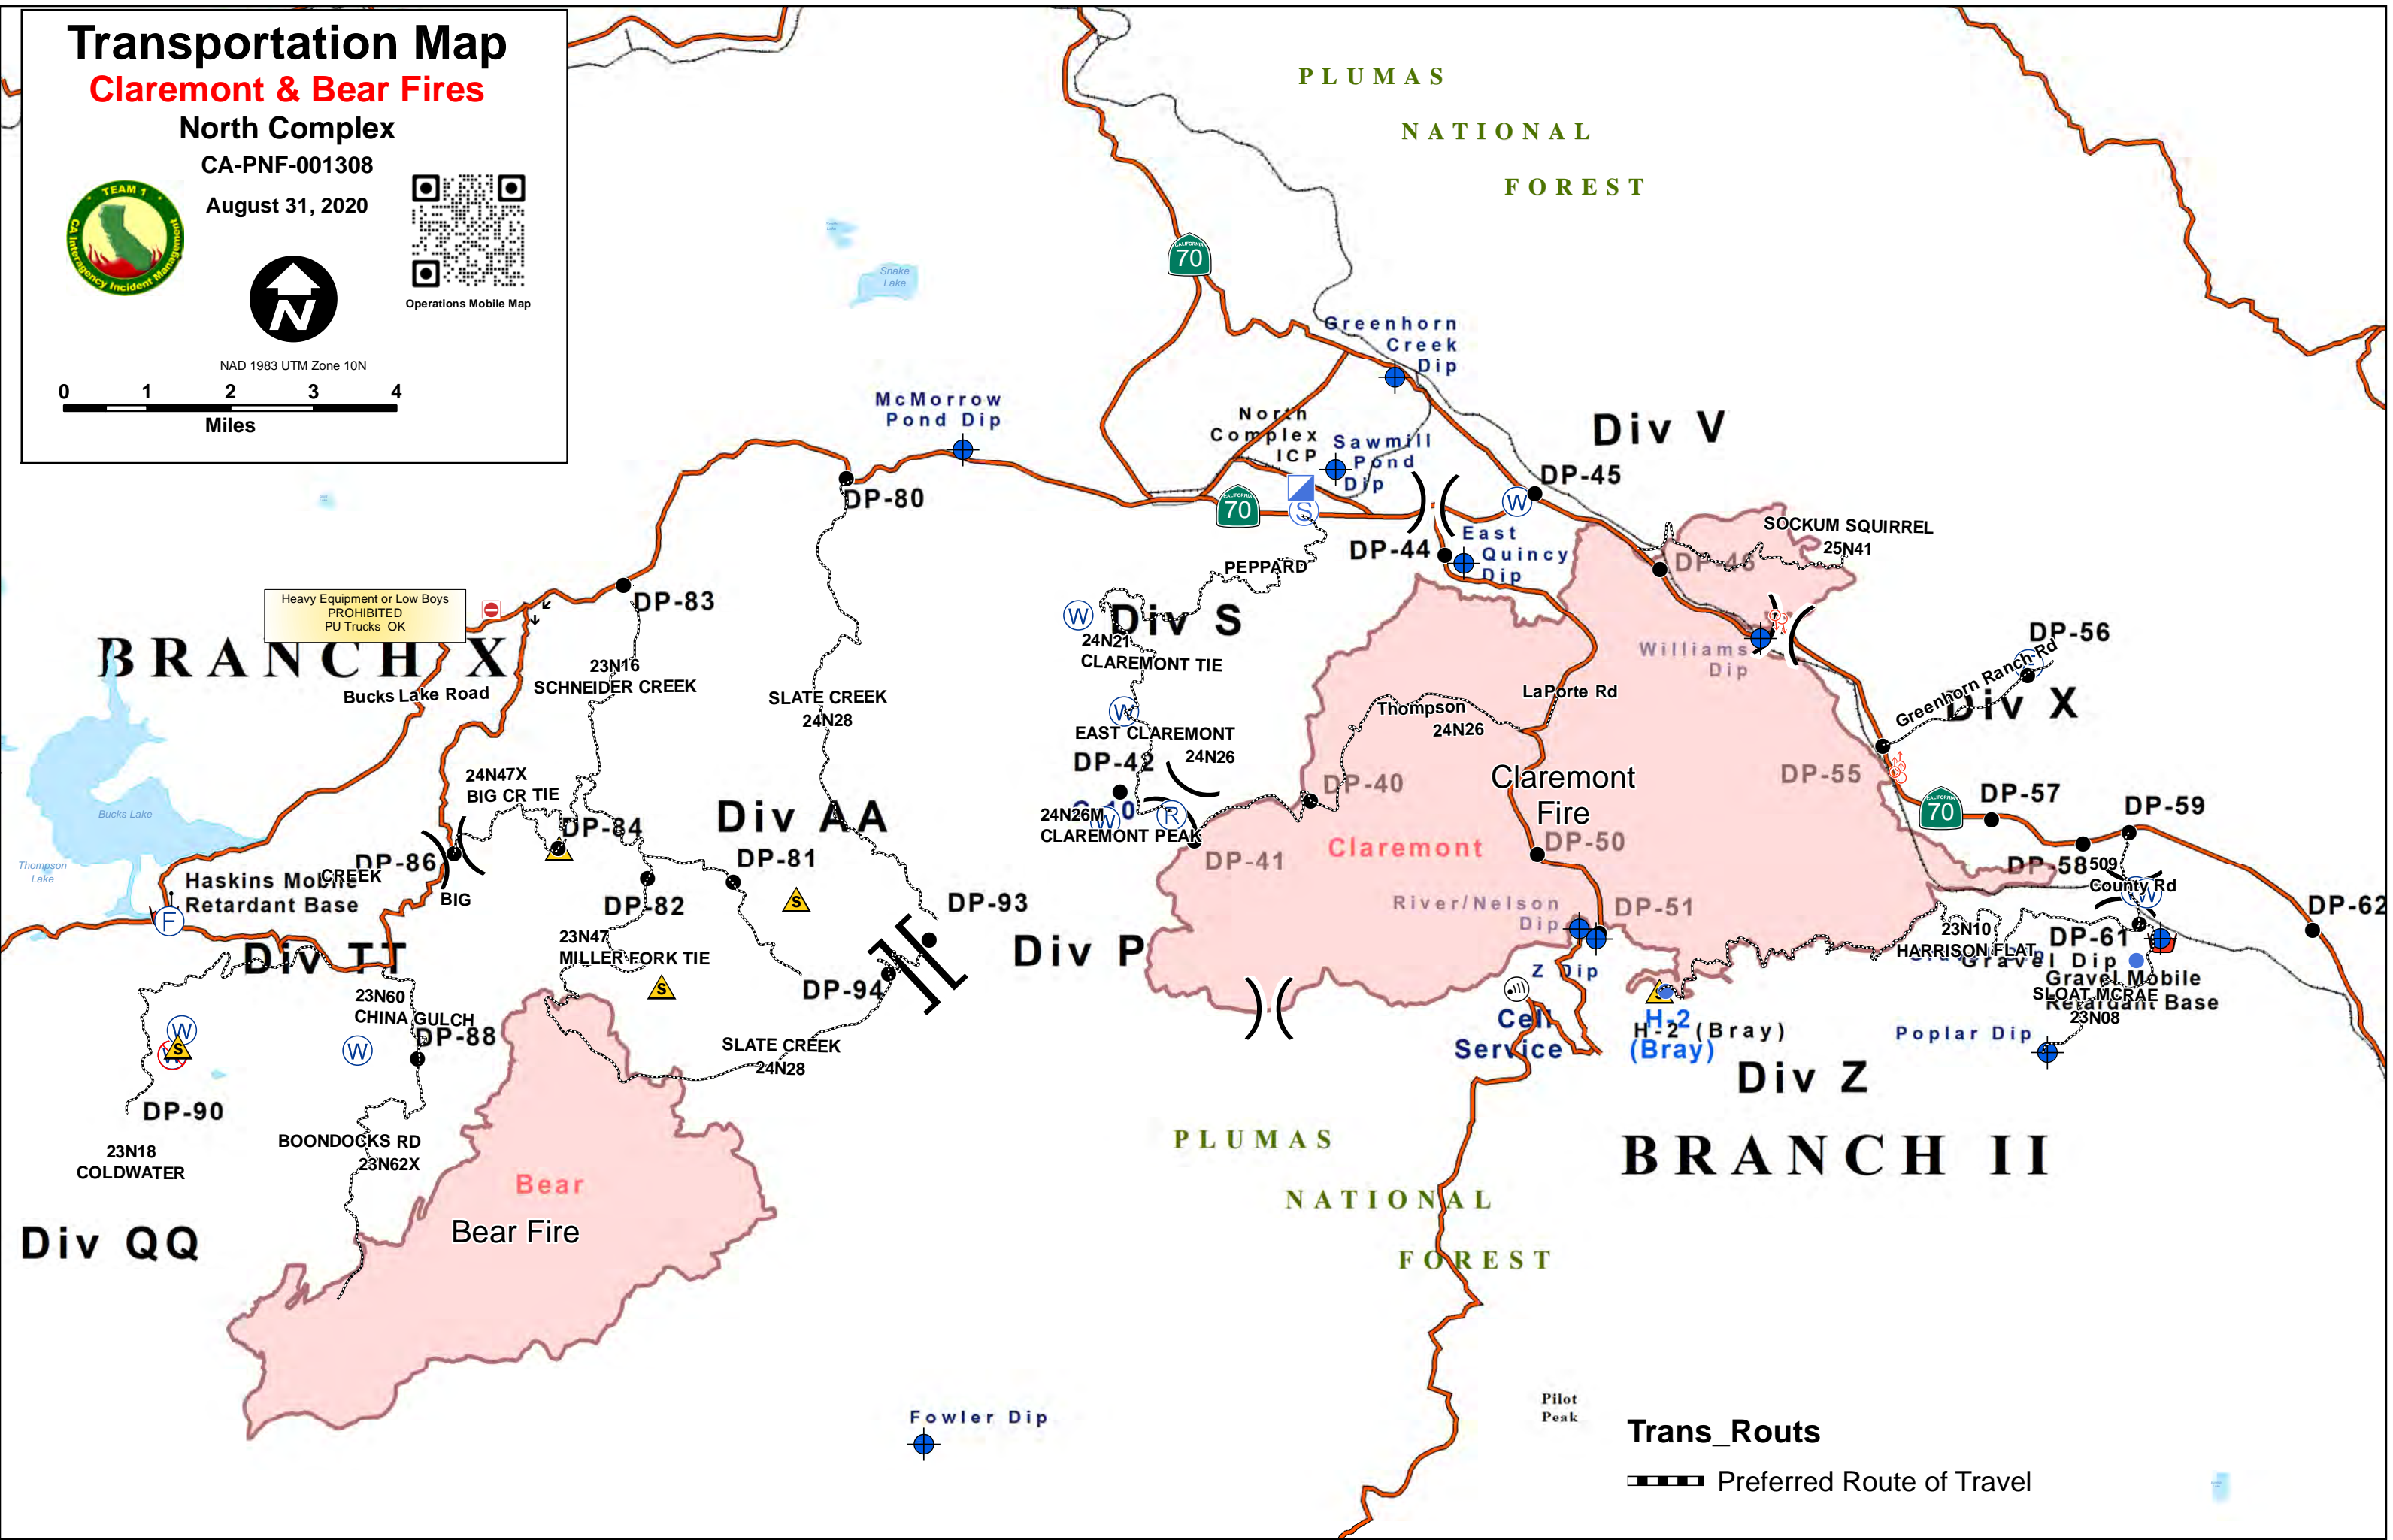 Transportation Map
Claremont & Bear Fires
North Complex
CA-PNF-001308
August 31, 2020
TEAM 1
CA Interagency Incident Management
Operations Mobile Map
N
NAD 1983 UTM Zone 10N
0 1 2 3 4
Miles
PLUMAS
NATIONAL
FOREST
CALIFORNIA
70
Snake
Lake
Greenhorn
Creek
Dip
McMorrow
Pond Dip
North
Complex
ICP
Sawmill
Pond
Dip
Div V
DP-45
W
DP-80
CALIFORNIA
70
S
East
Quincy
Dip
DP-44
SOCKUM SQUIRREL
25N41
DP-46
PEPPARD
Heavy Equipment or Low Boys
PROHIBITED
PU Trucks OK
DP-83
BRANCH X
W
Div S
24N21
CLAREMONT TIE
Williams
Dip
DP-56
Greenhorn Ranch Rd
Div X
Bucks Lake Road
23N16
SCHNEIDER CREEK
SLATE CREEK
24N28
W
EAST CLAREMONT
24N26
DP-42
LaPorte Rd
Thompson
24N26
DP-40
Claremont
Fire
DP-55
24N47X
BIG CR TIE
Bucks Lake
DP-84
Div AA
24N26M
W
R
CLAREMONT PEAK
CALIFORNIA
70
DP-57
DP-59
Thompson
Lake
DP-86
CREEK
BIG
DP-81
DP-41
Claremont
DP-50
DP-58
509
County Rd
W
Haskins Mobile
Retardant Base
F
DP-82
S
DP-93
River/Nelson
Dip
DP-51
DP-62
23N10
HARRISON FLAT
DP-61
Gravel Dip
Div TT
23N47
MILLER FORK TIE
S
Div P
DP-94
Z Dip
Gravel Mobile
Retardant Base
SLOAT MCRAE
23N08
23N60
CHINA GULCH
DP-88
Cell
Service
H-2
(Bray)
H-2 (Bray)
Poplar Dip
W
S
W
SLATE CREEK
24N28
Div Z
DP-90
23N18
COLDWATER
BOONDOCKS RD
23N62X
PLUMAS
NATIONAL
FOREST
BRANCH II
Bear
Bear Fire
Div QQ
Fowler Dip
Pilot
Peak
Trans_Routs
Preferred Route of Travel